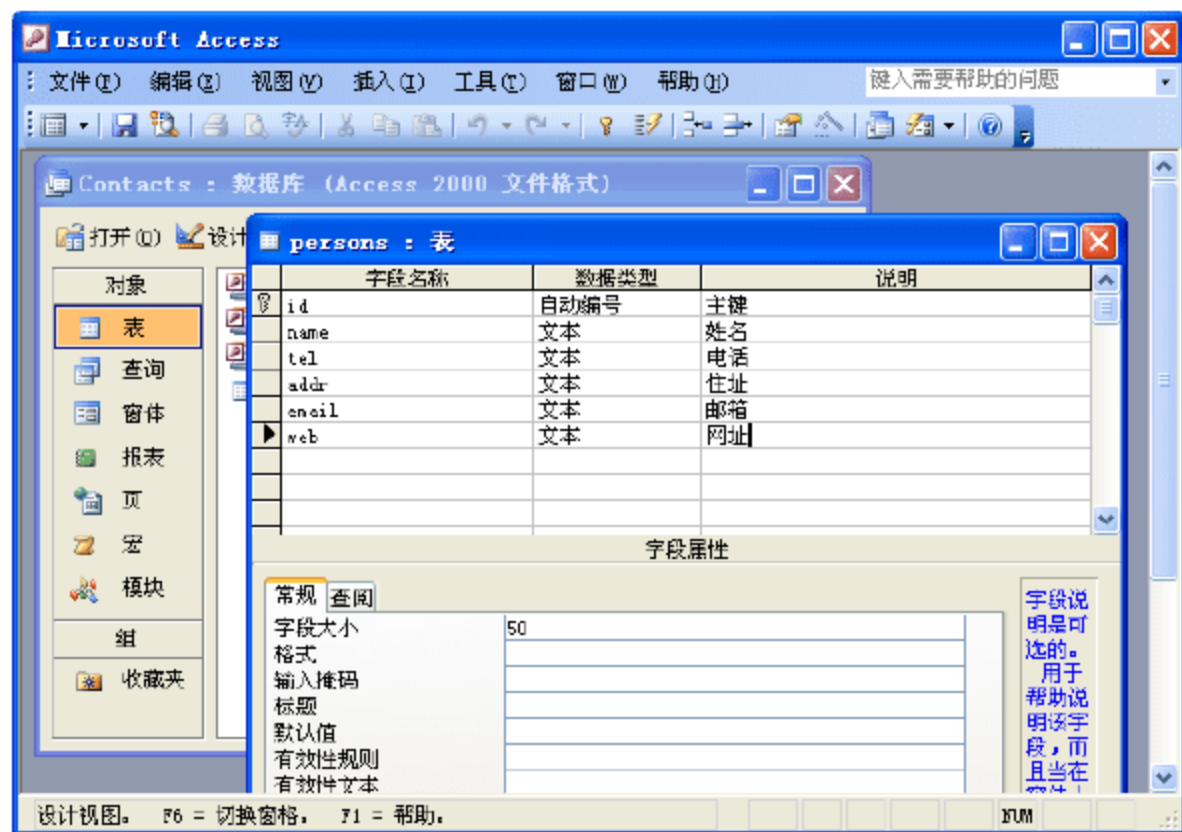 Microsoft Access
文件(F) 编辑(E) 视图(V) 插入(I) 工具(T) 窗口(W) 帮助(H) 键入需要帮助的问题
Contacts : 数据库 (Access 2000 文件格式)
打开(O) 设计
persons : 表
对象
表
查询
窗体
报表
页
宏
模块
组
收藏夹
字段名称 数据类型 说明
id 自动编号 主键
name 文本 姓名
tel 文本 电话
addr 文本 住址
email 文本 邮箱
web 文本 网址
字段属性
常规 查阅
字段大小 50
格式
输入掩码
标题
默认值
有效性规则
有效性文本
字段说
明是可
选的。
用于
帮助说
明该字
段，而
且当在
设计视图。 F6 = 切换窗格。 F1 = 帮助。 NUM